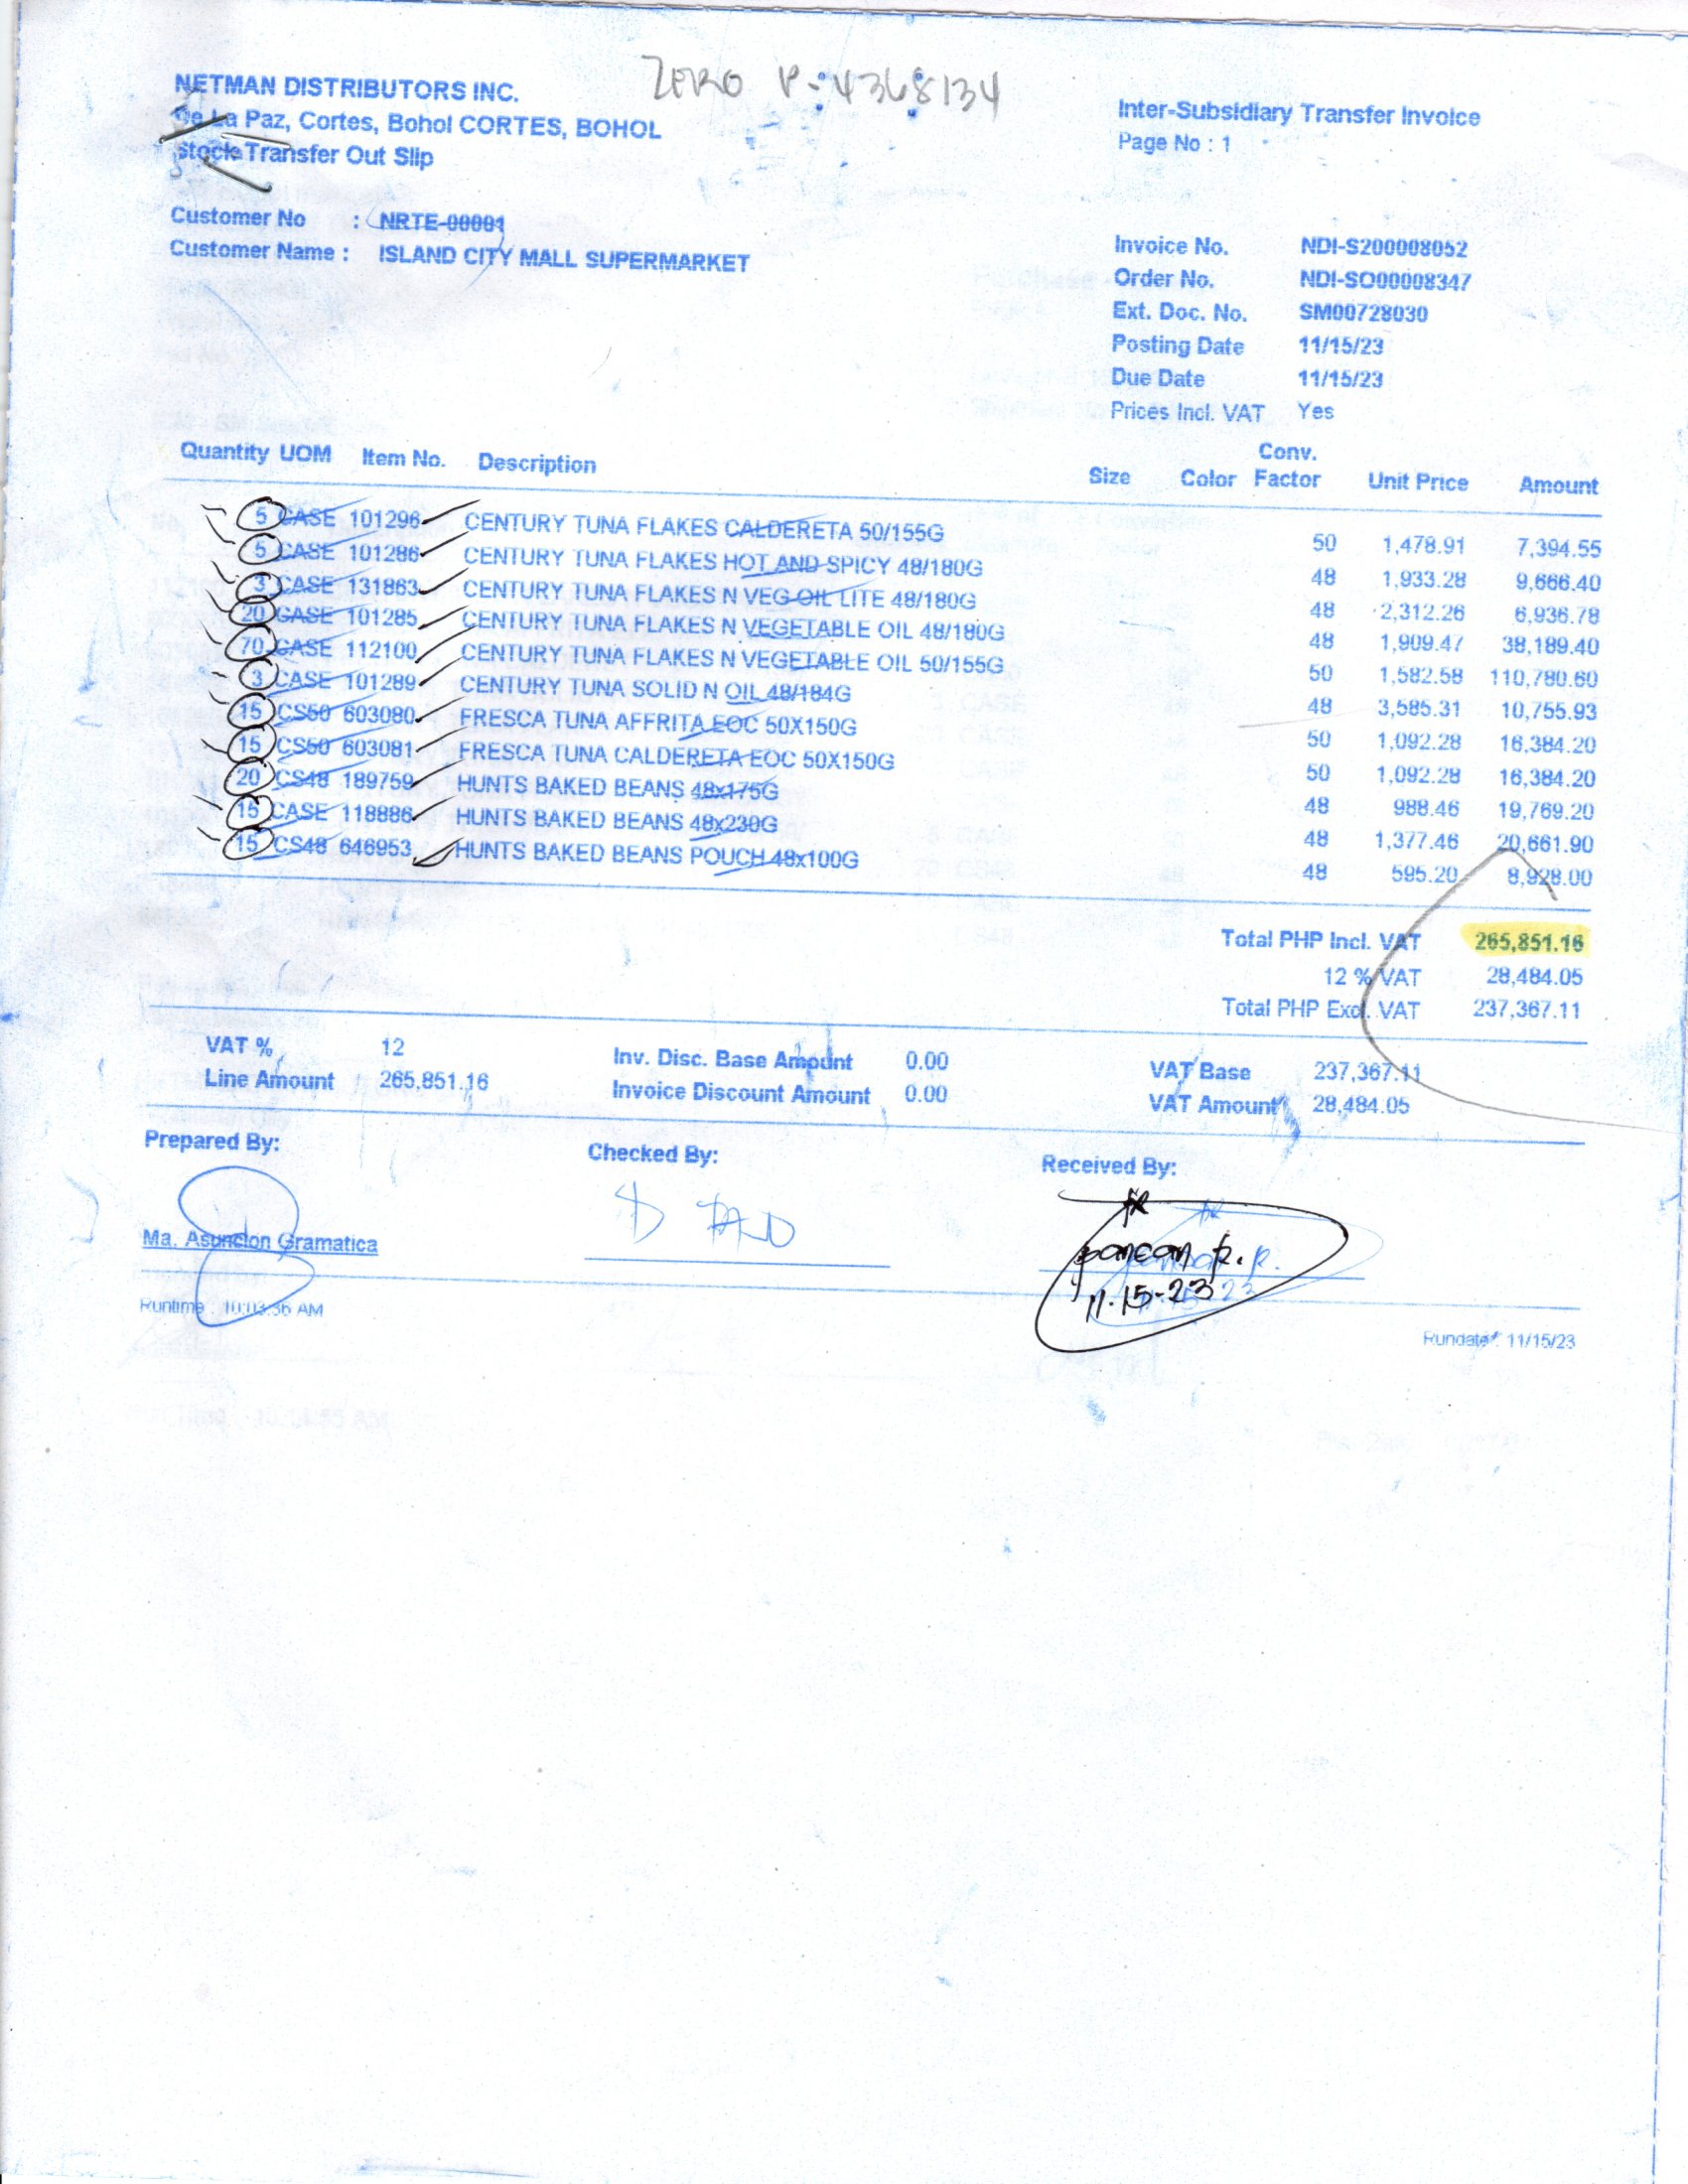 ZERO P-4368134
NETMAN DISTRIBUTORS INC.
De La Paz, Cortes, Bohol CORTES, BOHOL
Stock Transfer Out Slip
Inter-Subsidiary Transfer Invoice
Page No : 1
Customer No : NRTE-00001
Customer Name : ISLAND CITY MALL SUPERMARKET
Invoice No. NDI-S200008052
Order No. NDI-SO00008347
Ext. Doc. No. SM00728030
Posting Date 11/15/23
Due Date 11/15/23
Prices Incl. VAT Yes
Quantity UOM Item No. Description Size Color Conv. Factor Unit Price Amount
5 CASE 101296 CENTURY TUNA FLAKES CALDERETA 50/155G 50 1,478.91 7,394.55
5 CASE 101286 CENTURY TUNA FLAKES HOT AND SPICY 48/180G 48 1,933.28 9,666.40
3 CASE 131863 CENTURY TUNA FLAKES N VEG OIL LITE 48/180G 48 2,312.26 6,936.78
20 CASE 101285 CENTURY TUNA FLAKES N VEGETABLE OIL 48/180G 48 1,909.47 38,189.40
70 CASE 112100 CENTURY TUNA FLAKES N VEGETABLE OIL 50/155G 50 1,582.58 110,780.60
3 CASE 101289 CENTURY TUNA SOLID N OIL 48/184G 48 3,585.31 10,755.93
15 CS50 603080 FRESCA TUNA AFFRITA EOC 50X150G 50 1,092.28 16,384.20
15 CS50 603081 FRESCA TUNA CALDERETA EOC 50X150G 50 1,092.28 16,384.20
20 CS48 189759 HUNTS BAKED BEANS 48x175G 48 988.46 19,769.20
15 CASE 118886 HUNTS BAKED BEANS 48x230G 48 1,377.46 20,661.90
15 CS48 646953 HUNTS BAKED BEANS POUCH 48x100G 48 595.20 8,928.00
Total PHP Incl. VAT 265,851.16
12 % VAT 28,484.05
Total PHP Excl. VAT 237,367.11
VAT % 12 Inv. Disc. Base Amount 0.00 VAT Base 237,367.11
Line Amount 265,851.16 Invoice Discount Amount 0.00 VAT Amount 28,484.05
Prepared By: Checked By: Received By:
Ma. Asuncion Gramatica
11-15-23
Runtime : 10:03:36 AM
Rundate : 11/15/23